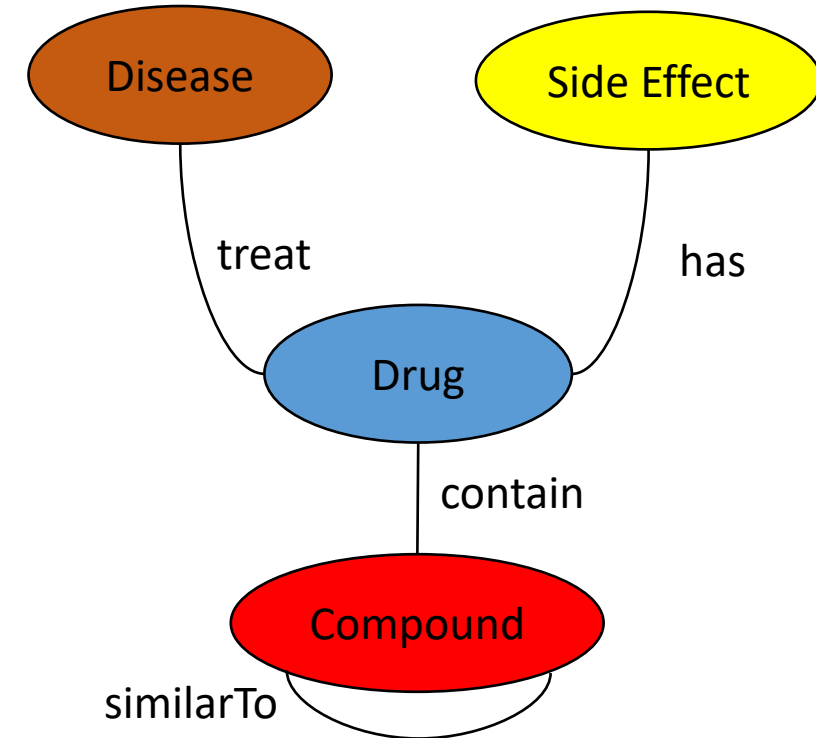 Disease
Side Effect
treat
has
Drug
contain
Compound
similarTo